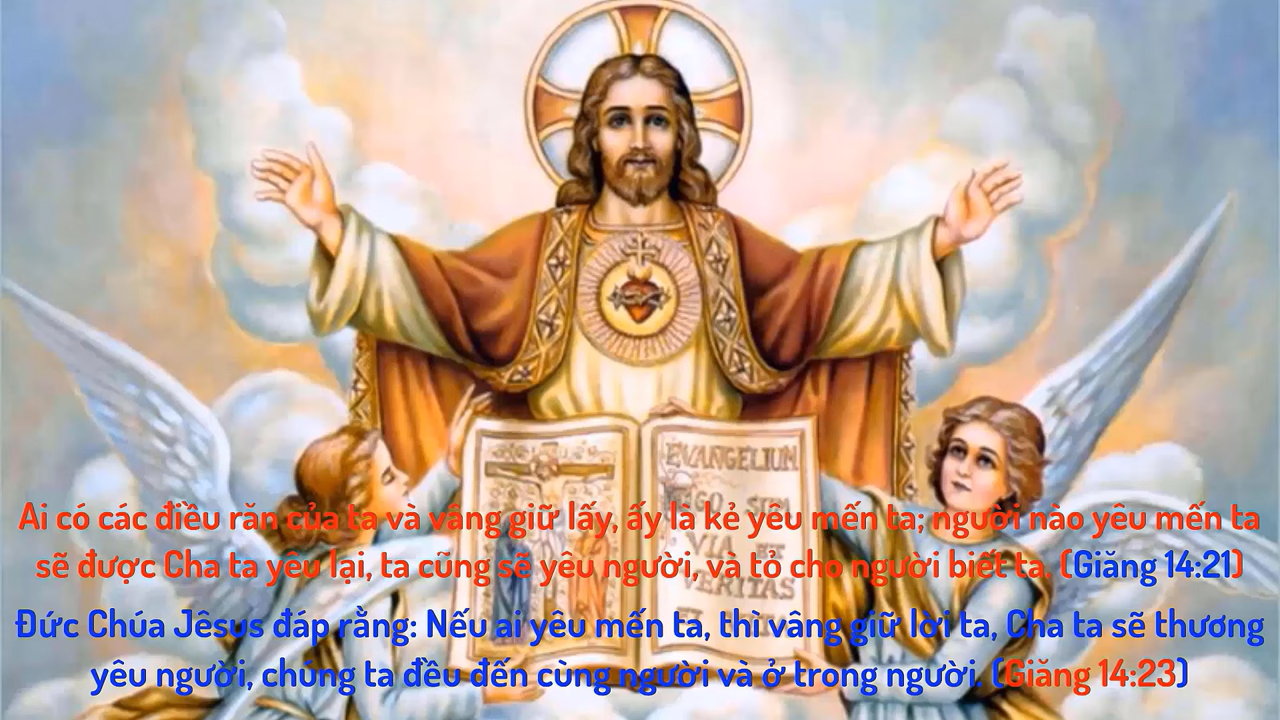 EVANGELIUM
EGO SUM
VIA ET
VERITAS
Ai có các điều răn của ta và vâng giữ lấy, ấy là kẻ yêu mến ta; người nào yêu mến ta
sẽ được Cha ta yêu lại, ta cũng sẽ yêu người, và tỏ cho người biết ta. (Giăng 14:21)
Đức Chúa Jêsus đáp rằng: Nếu ai yêu mến ta, thì vâng giữ lời ta, Cha ta sẽ thương
yêu người, chúng ta đều đến cùng người và ở trong người. (Giăng 14:23)